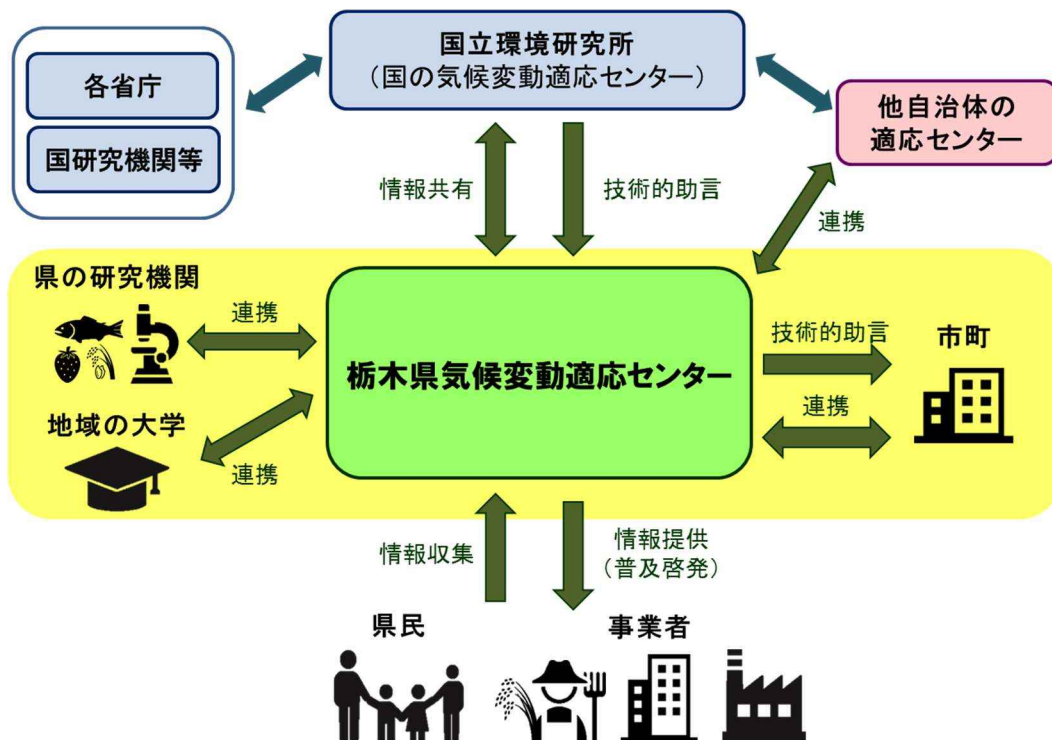 各省庁
国研究機関等
国立環境研究所
（国の気候変動適応センター）
他自治体の
適応センター
情報共有
技術的助言
連携
県の研究機関
連携
地域の大学
連携
栃木県気候変動適応センター
技術的助言
連携
市町
情報収集
情報提供
（普及啓発）
県民
事業者